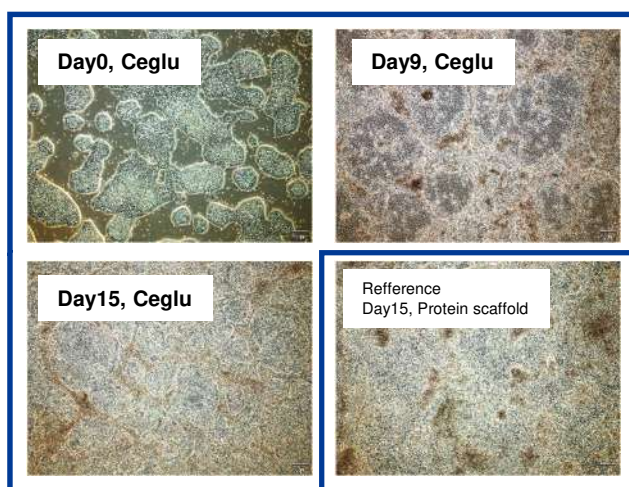 Day0, Ceglu
Day9, Ceglu
Day15, Ceglu
Refference
Day15, Protein scaffold